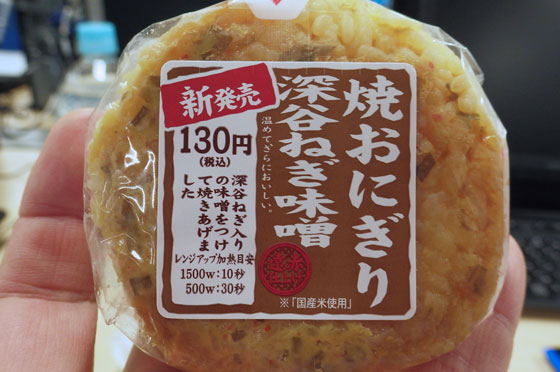 焼おにぎり
深谷ねぎ味噌
温めてさらにおいしい。
新発売
130円
(税込)
深谷ねぎ入り
の味噌をつけ
て焼きあげま
した
レンジアップ加熱目安
1500w:10秒
500w:30秒
※「国産米使用」